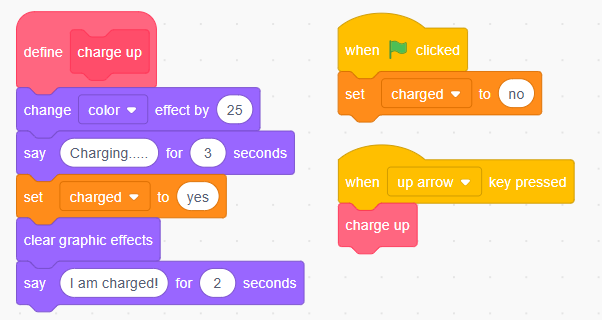 define charge up
change color effect by 25
say Charging..... for 3 seconds
set charged to yes
clear graphic effects
say I am charged! for 2 seconds
when clicked
set charged to no
when up arrow key pressed
charge up